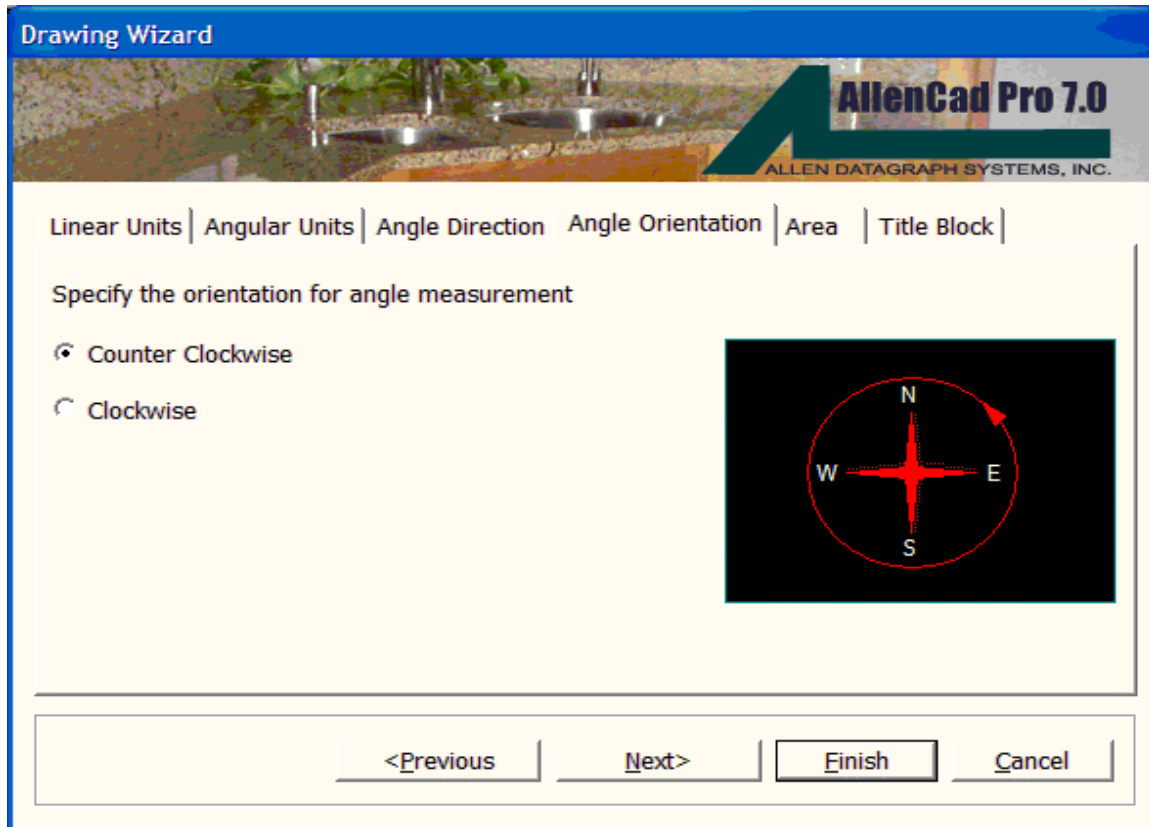 Drawing Wizard
AllenCad Pro 7.0
ALLEN DATAGRAPH SYSTEMS, INC.
Linear Units Angular Units Angle Direction Angle Orientation Area Title Block
Specify the orientation for angle measurement
Counter Clockwise
Clockwise
N
W E
S
<Previous Next> Finish Cancel